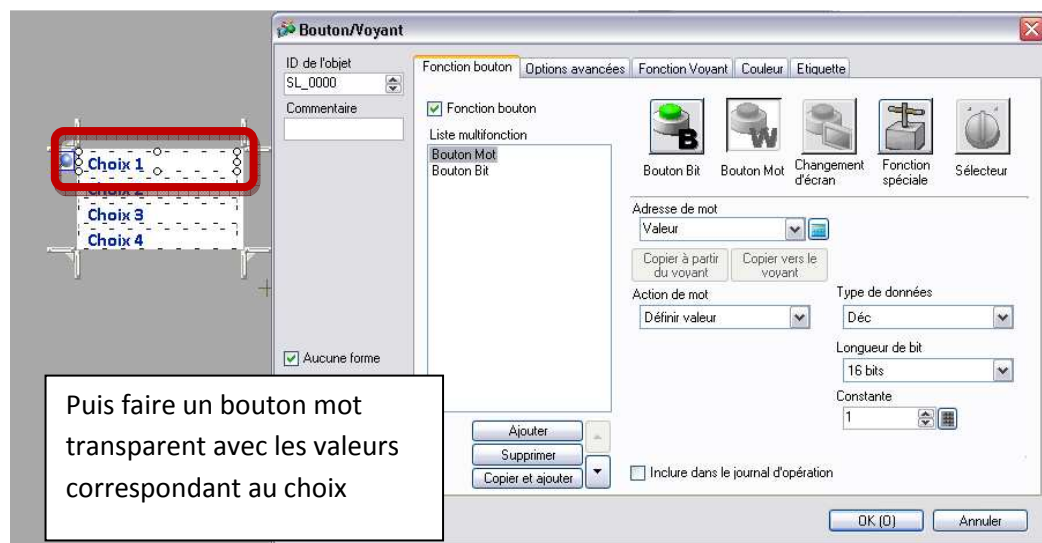 Bouton/Voyant
ID de l'objet
SL_0000
Commentaire
Aucune forme
Fonction bouton
Options avancées
Fonction Voyant
Couleur
Etiquette
Fonction bouton
Liste multifonction
Bouton Mot
Bouton Bit
Ajouter
Supprimer
Copier et ajouter
B
W
Bouton Bit
Bouton Mot
Changement
d'écran
Fonction
spéciale
Sélecteur
Adresse de mot
Valeur
Copier à partir
du voyant
Copier vers le
voyant
Action de mot
Définir valeur
Type de données
Déc
Longueur de bit
16 bits
Constante
1
Inclure dans le journal d'opération
OK (O)
Annuler
Choix 1
Choix 2
Choix 3
Choix 4
Puis faire un bouton mot
transparent avec les valeurs
correspondant au choix